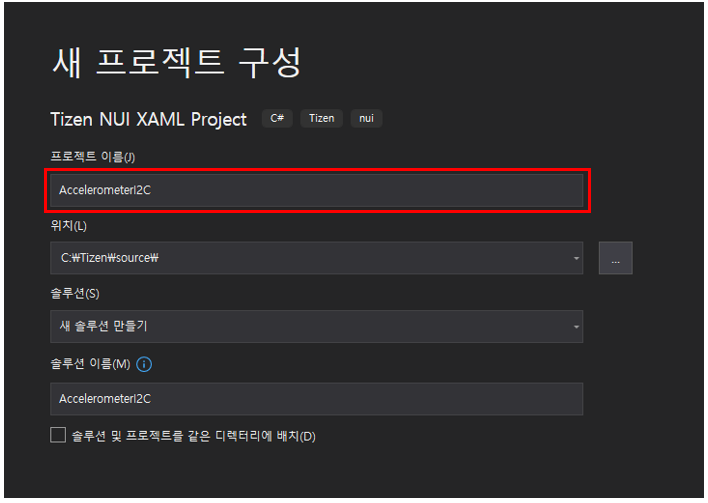 새 프로젝트 구성
Tizen NUI XAML Project C# Tizen nui
프로젝트 이름(J)
AccelerometerI2C
위치(L)
C:₩Tizen₩source₩
...
솔루션(S)
새 솔루션 만들기
솔루션 이름(M)
AccelerometerI2C
솔루션 및 프로젝트를 같은 디렉터리에 배치(D)